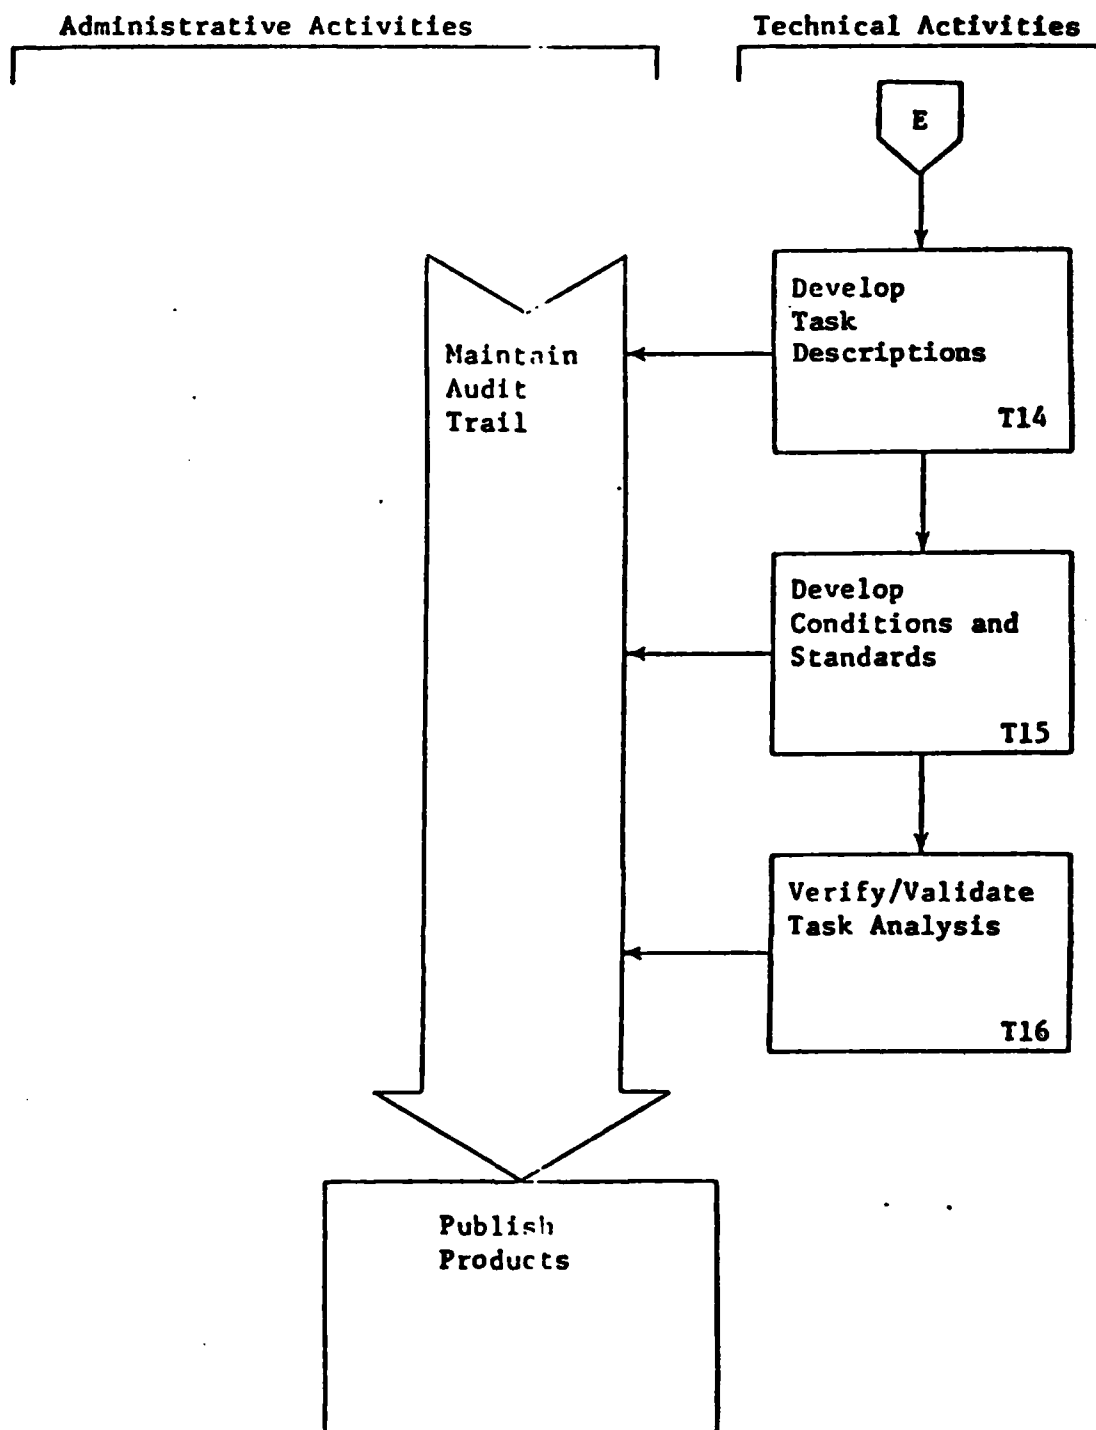 Administrative Activities
Technical Activities
E
Develop
Task
Descriptions
T14
Maintain
Audit
Trail
Develop
Conditions and
Standards
T15
Verify/Validate
Task Analysis
T16
Publish
Products